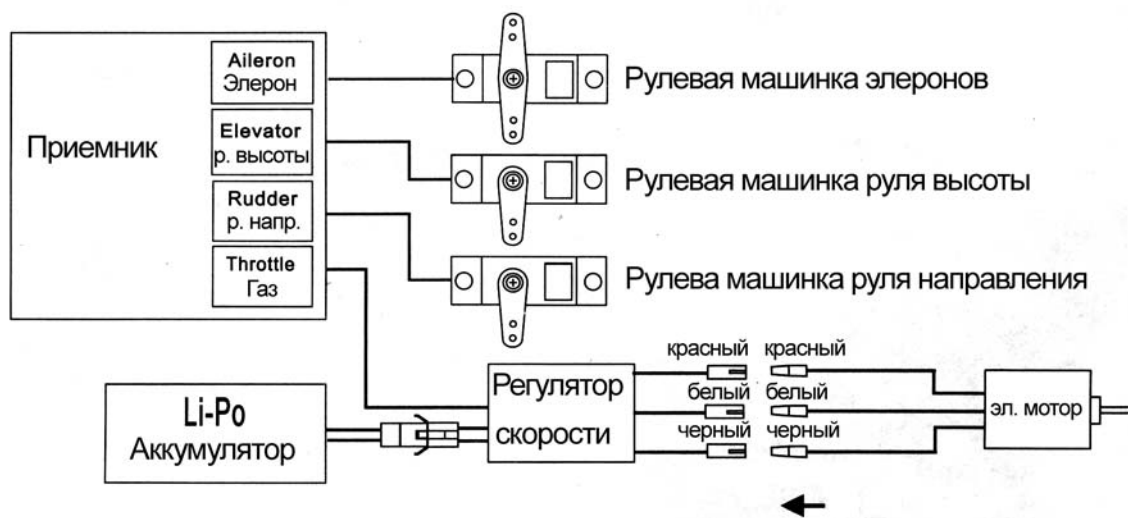 Aileron
Элерон
Рулевая машинка элеронов
Приемник
Elevator
р. высоты
Рулевая машинка руля высоты
Rudder
р. напр.
Throttle
Газ
Рулева машинка руля направления
Li-Po
Аккумулятор
Регулятор
скорости
красный красный
белый белый
черный черный
эл. мотор